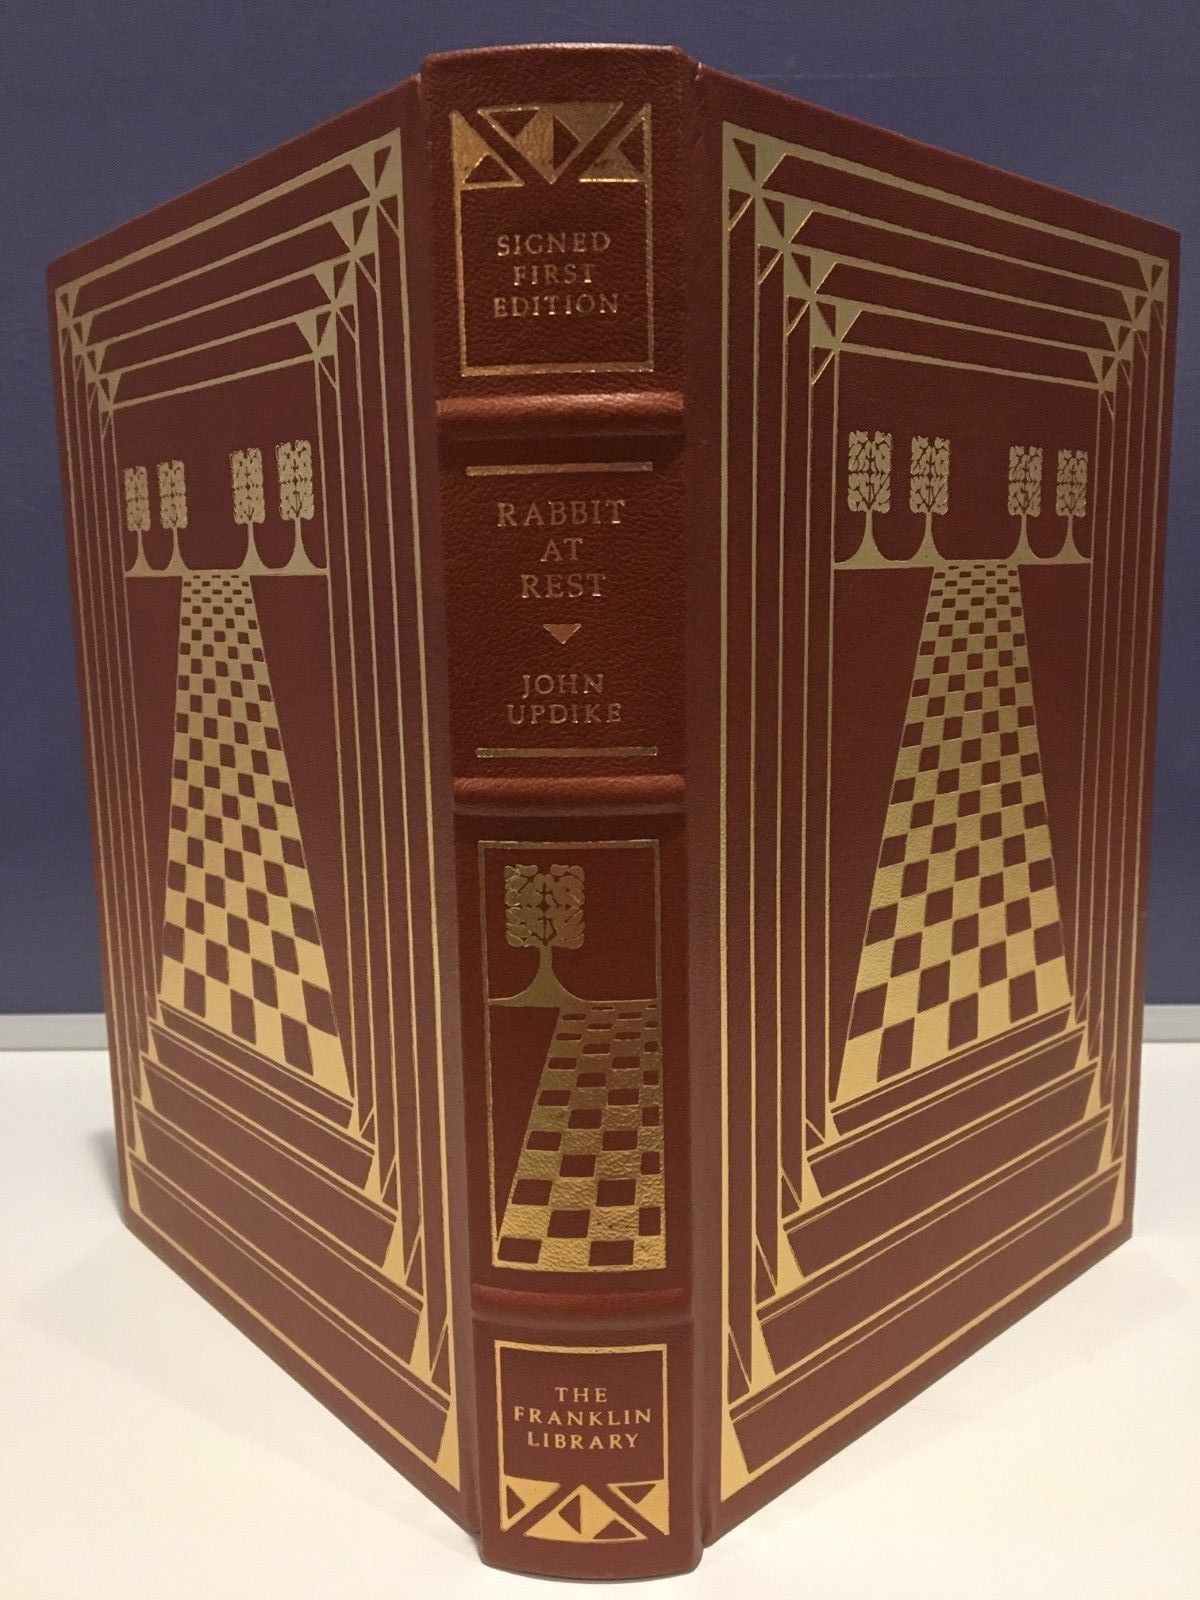 SIGNED
FIRST
EDITION
RABBIT
AT
REST
JOHN
UPDIKE
THE
FRANKLIN
LIBRARY